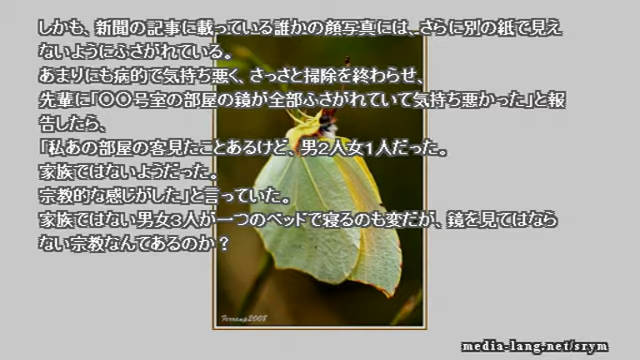 しかも、新聞の記事に載っている誰かの顔写真には、さらに別の紙で見え
ないようにふさがれている。
あまりにも病的で気持ち悪く、さっさと掃除を終わらせ、
先輩に「〇〇号室の部屋の鏡が全部ふさがれていて気持ち悪かった」と報
告したら、
「私あの部屋の客見たことあるけど、男2人女1人だった。
家族ではないようだった。
宗教的な感じがした」と言っていた。
家族ではない男女3人が一つのベッドで寝るのも変だが、鏡を見てはなら
ない宗教なんてあるのか？
Ferranp2008
media-lang.net/srym